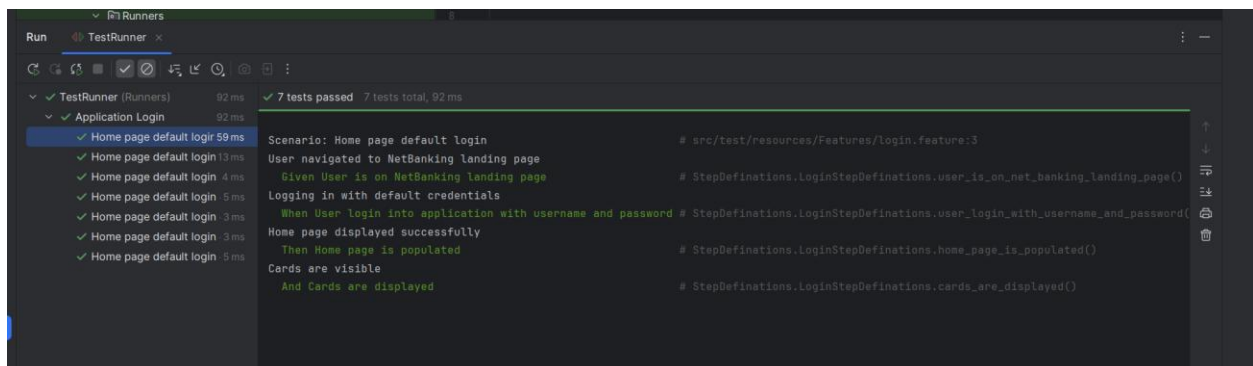 Runners
Run TestRunner
TestRunner (Runners) 92 ms
7 tests passed 7 tests total, 92 ms
Application Login 92 ms
Home page default login 59 ms
Home page default login 13 ms
Home page default login 4 ms
Home page default login 5 ms
Home page default login 3 ms
Home page default login 3 ms
Home page default login 5 ms
Scenario: Home page default login # src/test/resources/Features/login.feature:3
User navigated to NetBanking landing page
Given User is on NetBanking landing page # StepDefinations.LoginStepDefinations.user_is_on_net_banking_landing_page()
Logging in with default credentials
When User login into application with username and password # StepDefinations.LoginStepDefinations.user_login_with_username_and_password(
Home page displayed successfully
Then Home page is populated # StepDefinations.LoginStepDefinations.home_page_is_populated()
Cards are visible
And Cards are displayed # StepDefinations.LoginStepDefinations.cards_are_displayed()